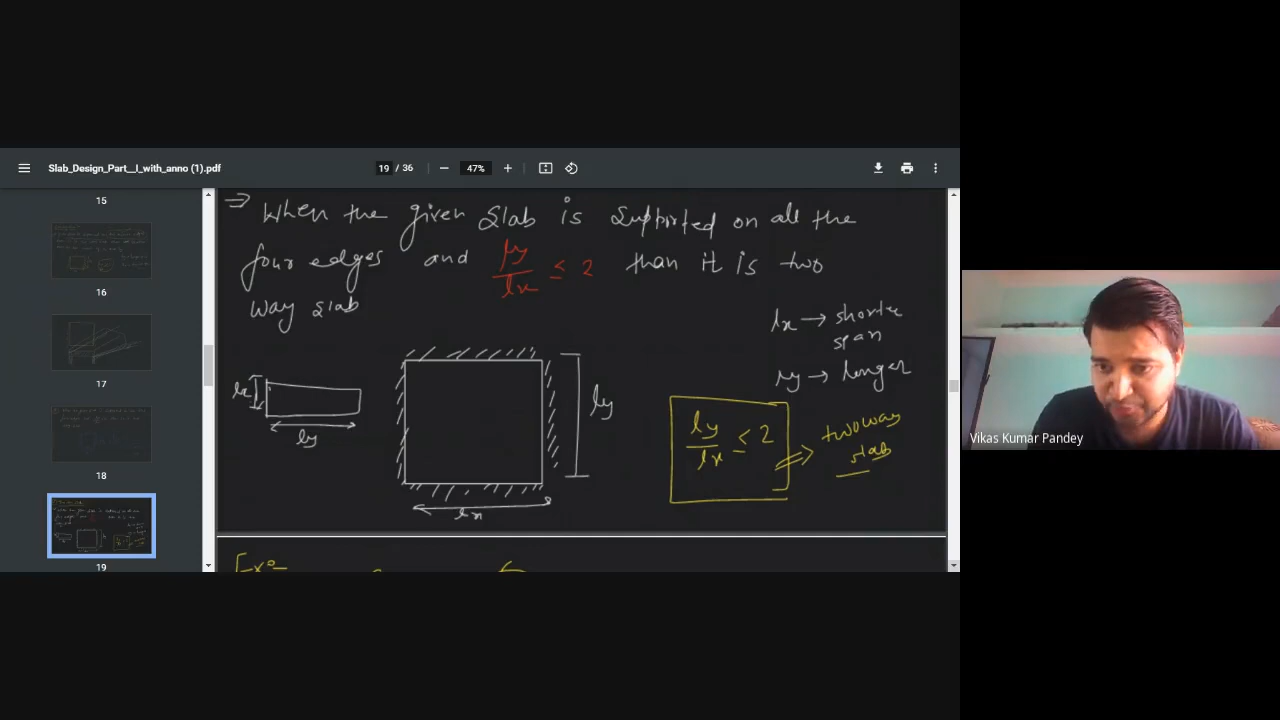 Slab_Design_Part__I_with_anno (1).pdf
19 / 36
47%
15
16
17
18
19
⇒ When the given slab is supported on all the
four edges and ly/lx ≤ 2 than it is two
way slab
lx → shorter
span
ly → longer
lx
ly
ly
lx
ly/lx ≤ 2 ⇒ two way
slab
Ex:-
Vikas Kumar Pandey